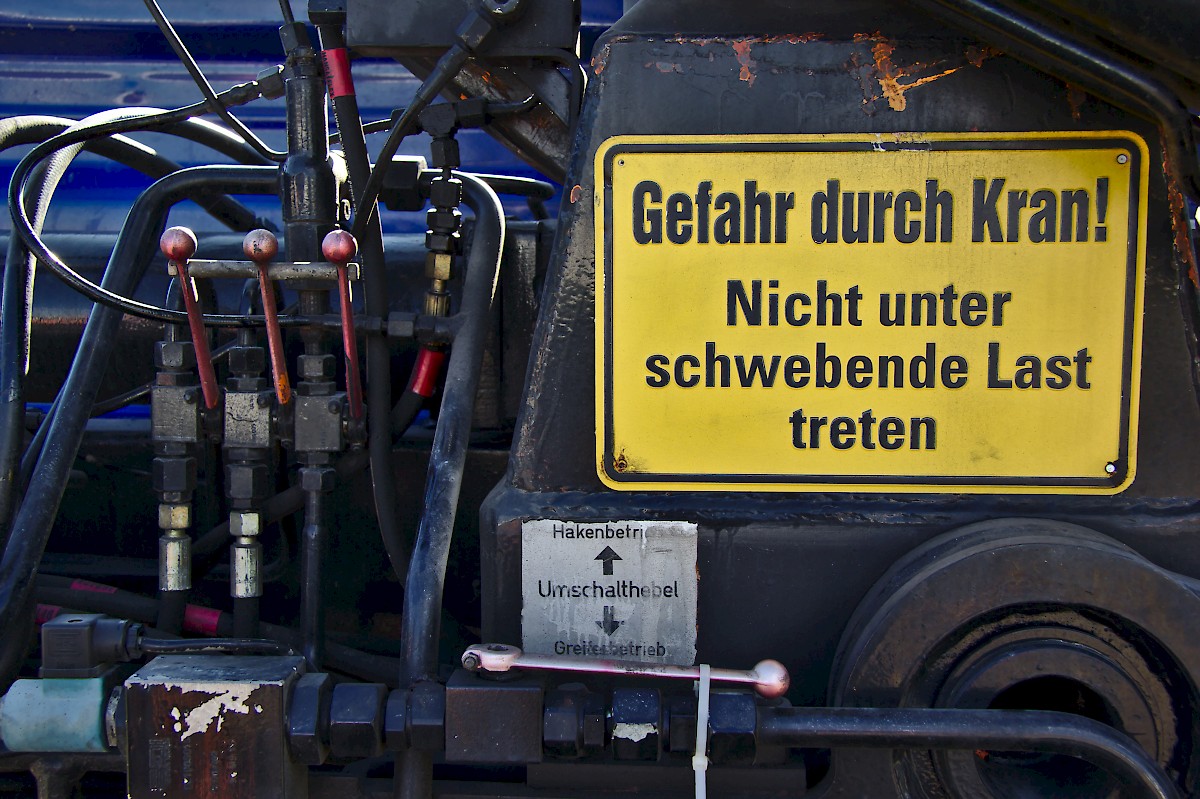 Gefahr durch Kran!
Nicht unter
schwebende Last
treten
Hakenbetrieb
Umschalthebel
Greiferbetrieb